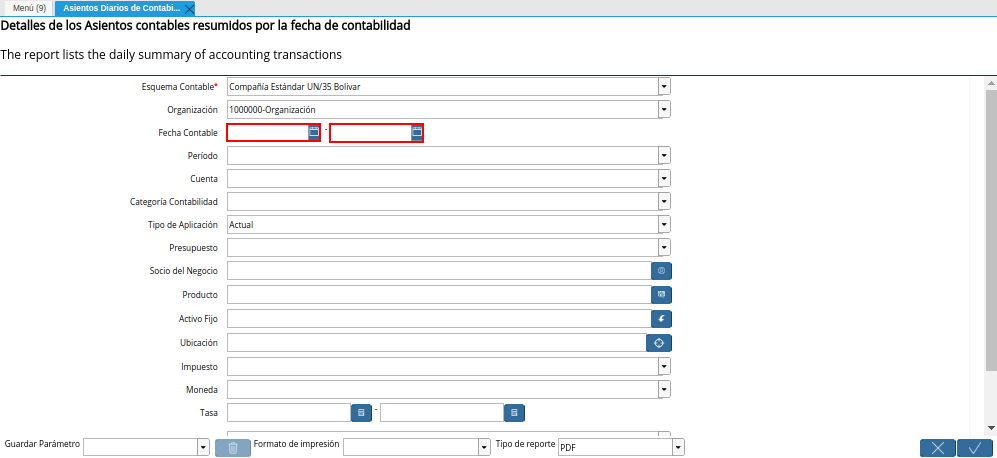 Menú (9)
Asientos Diarios de Contabi...
Detalles de los Asientos contables resumidos por la fecha de contabilidad
The report lists the daily summary of accounting transactions
Esquema Contable* Compañía Estándar UN/35 Bolivar
Organización 1000000-Organización
Fecha Contable -
Período
Cuenta
Categoría Contabilidad
Tipo de Aplicación Actual
Presupuesto
Socio del Negocio
Producto
Activo Fijo
Ubicación
Impuesto
Moneda
Tasa -
Guardar Parámetro Formato de impresión Tipo de reporte PDF